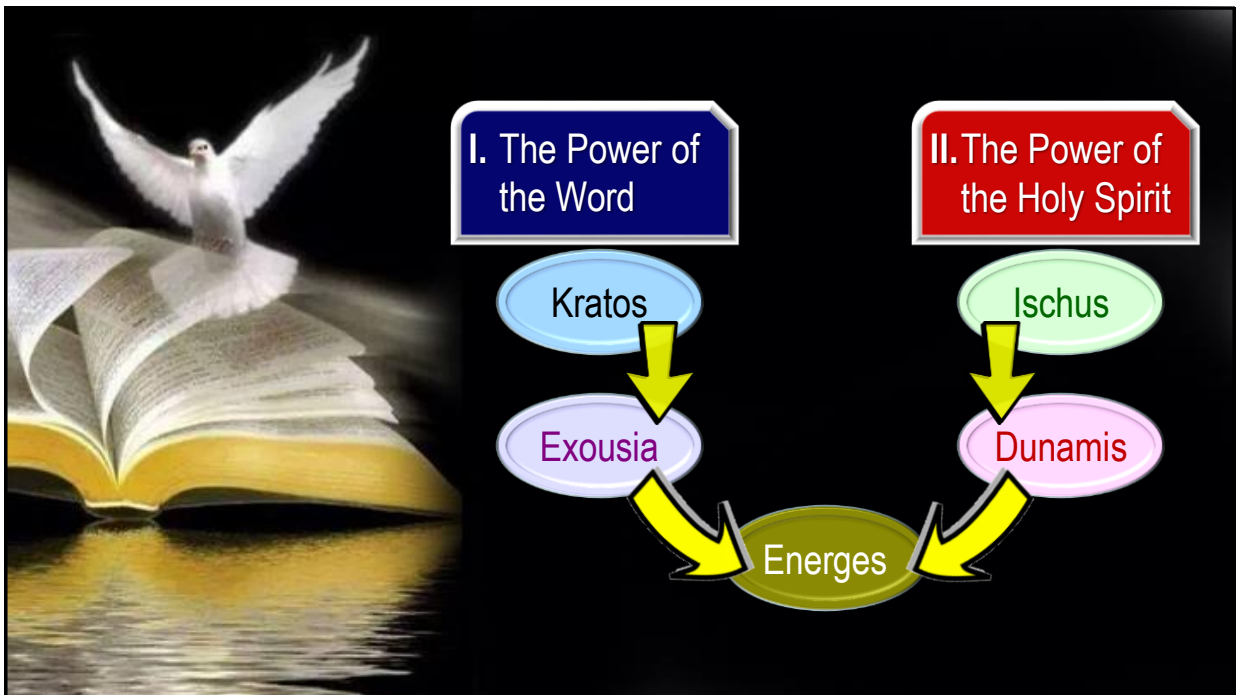 I. The Power of
the Word
Kratos
Exousia
II. The Power of
the Holy Spirit
Ischus
Dunamis
Energes